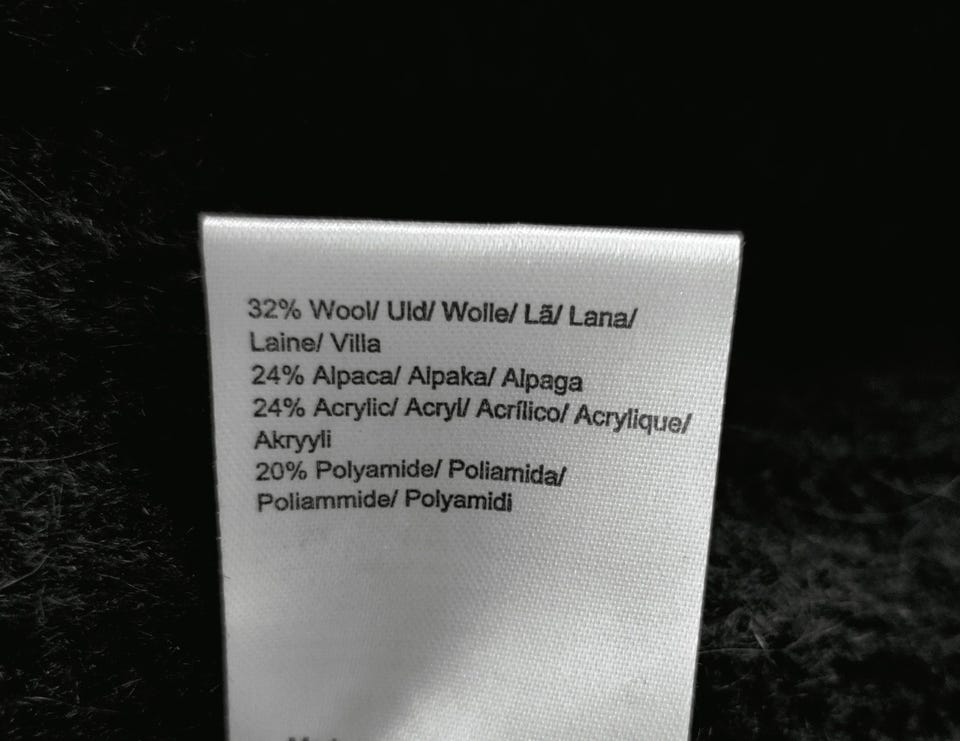 32% Wool/ Uld/ Wolle/ Lã/ Lana/
Laine/ Villa
24% Alpaca/ Alpaka/ Alpaga
24% Acrylic/ Acryl/ Acrílico/ Acrylique/
Akryyli
20% Polyamide/ Poliamida/
Poliammide/ Polyamidi